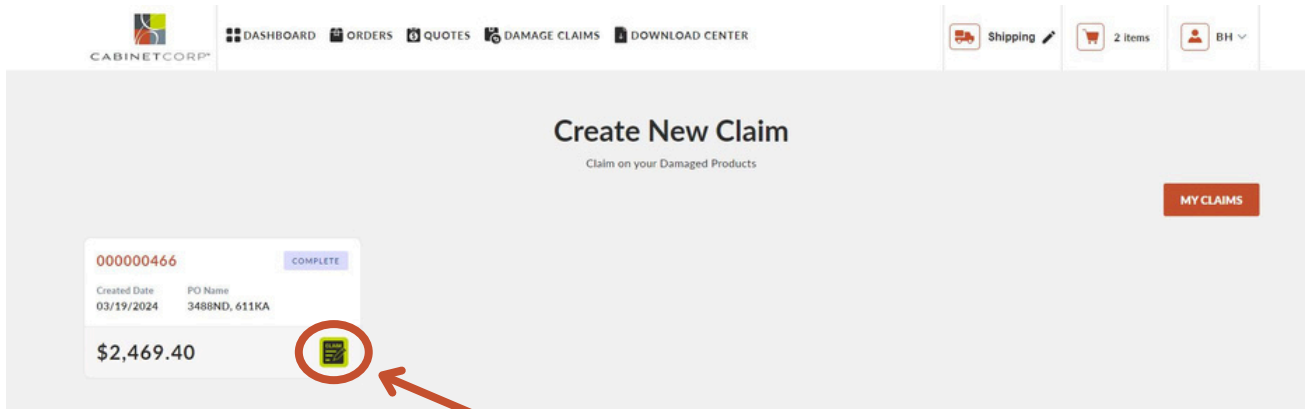 CABINETCORP
DASHBOARD ORDERS QUOTES DAMAGE CLAIMS DOWNLOAD CENTER Shipping 2 items BH
Create New Claim
Claim on your Damaged Products
MY CLAIMS
000000466 COMPLETE
Created Date PO Name
03/19/2024 3488ND, 611KA
$2,469.40 CLAIM